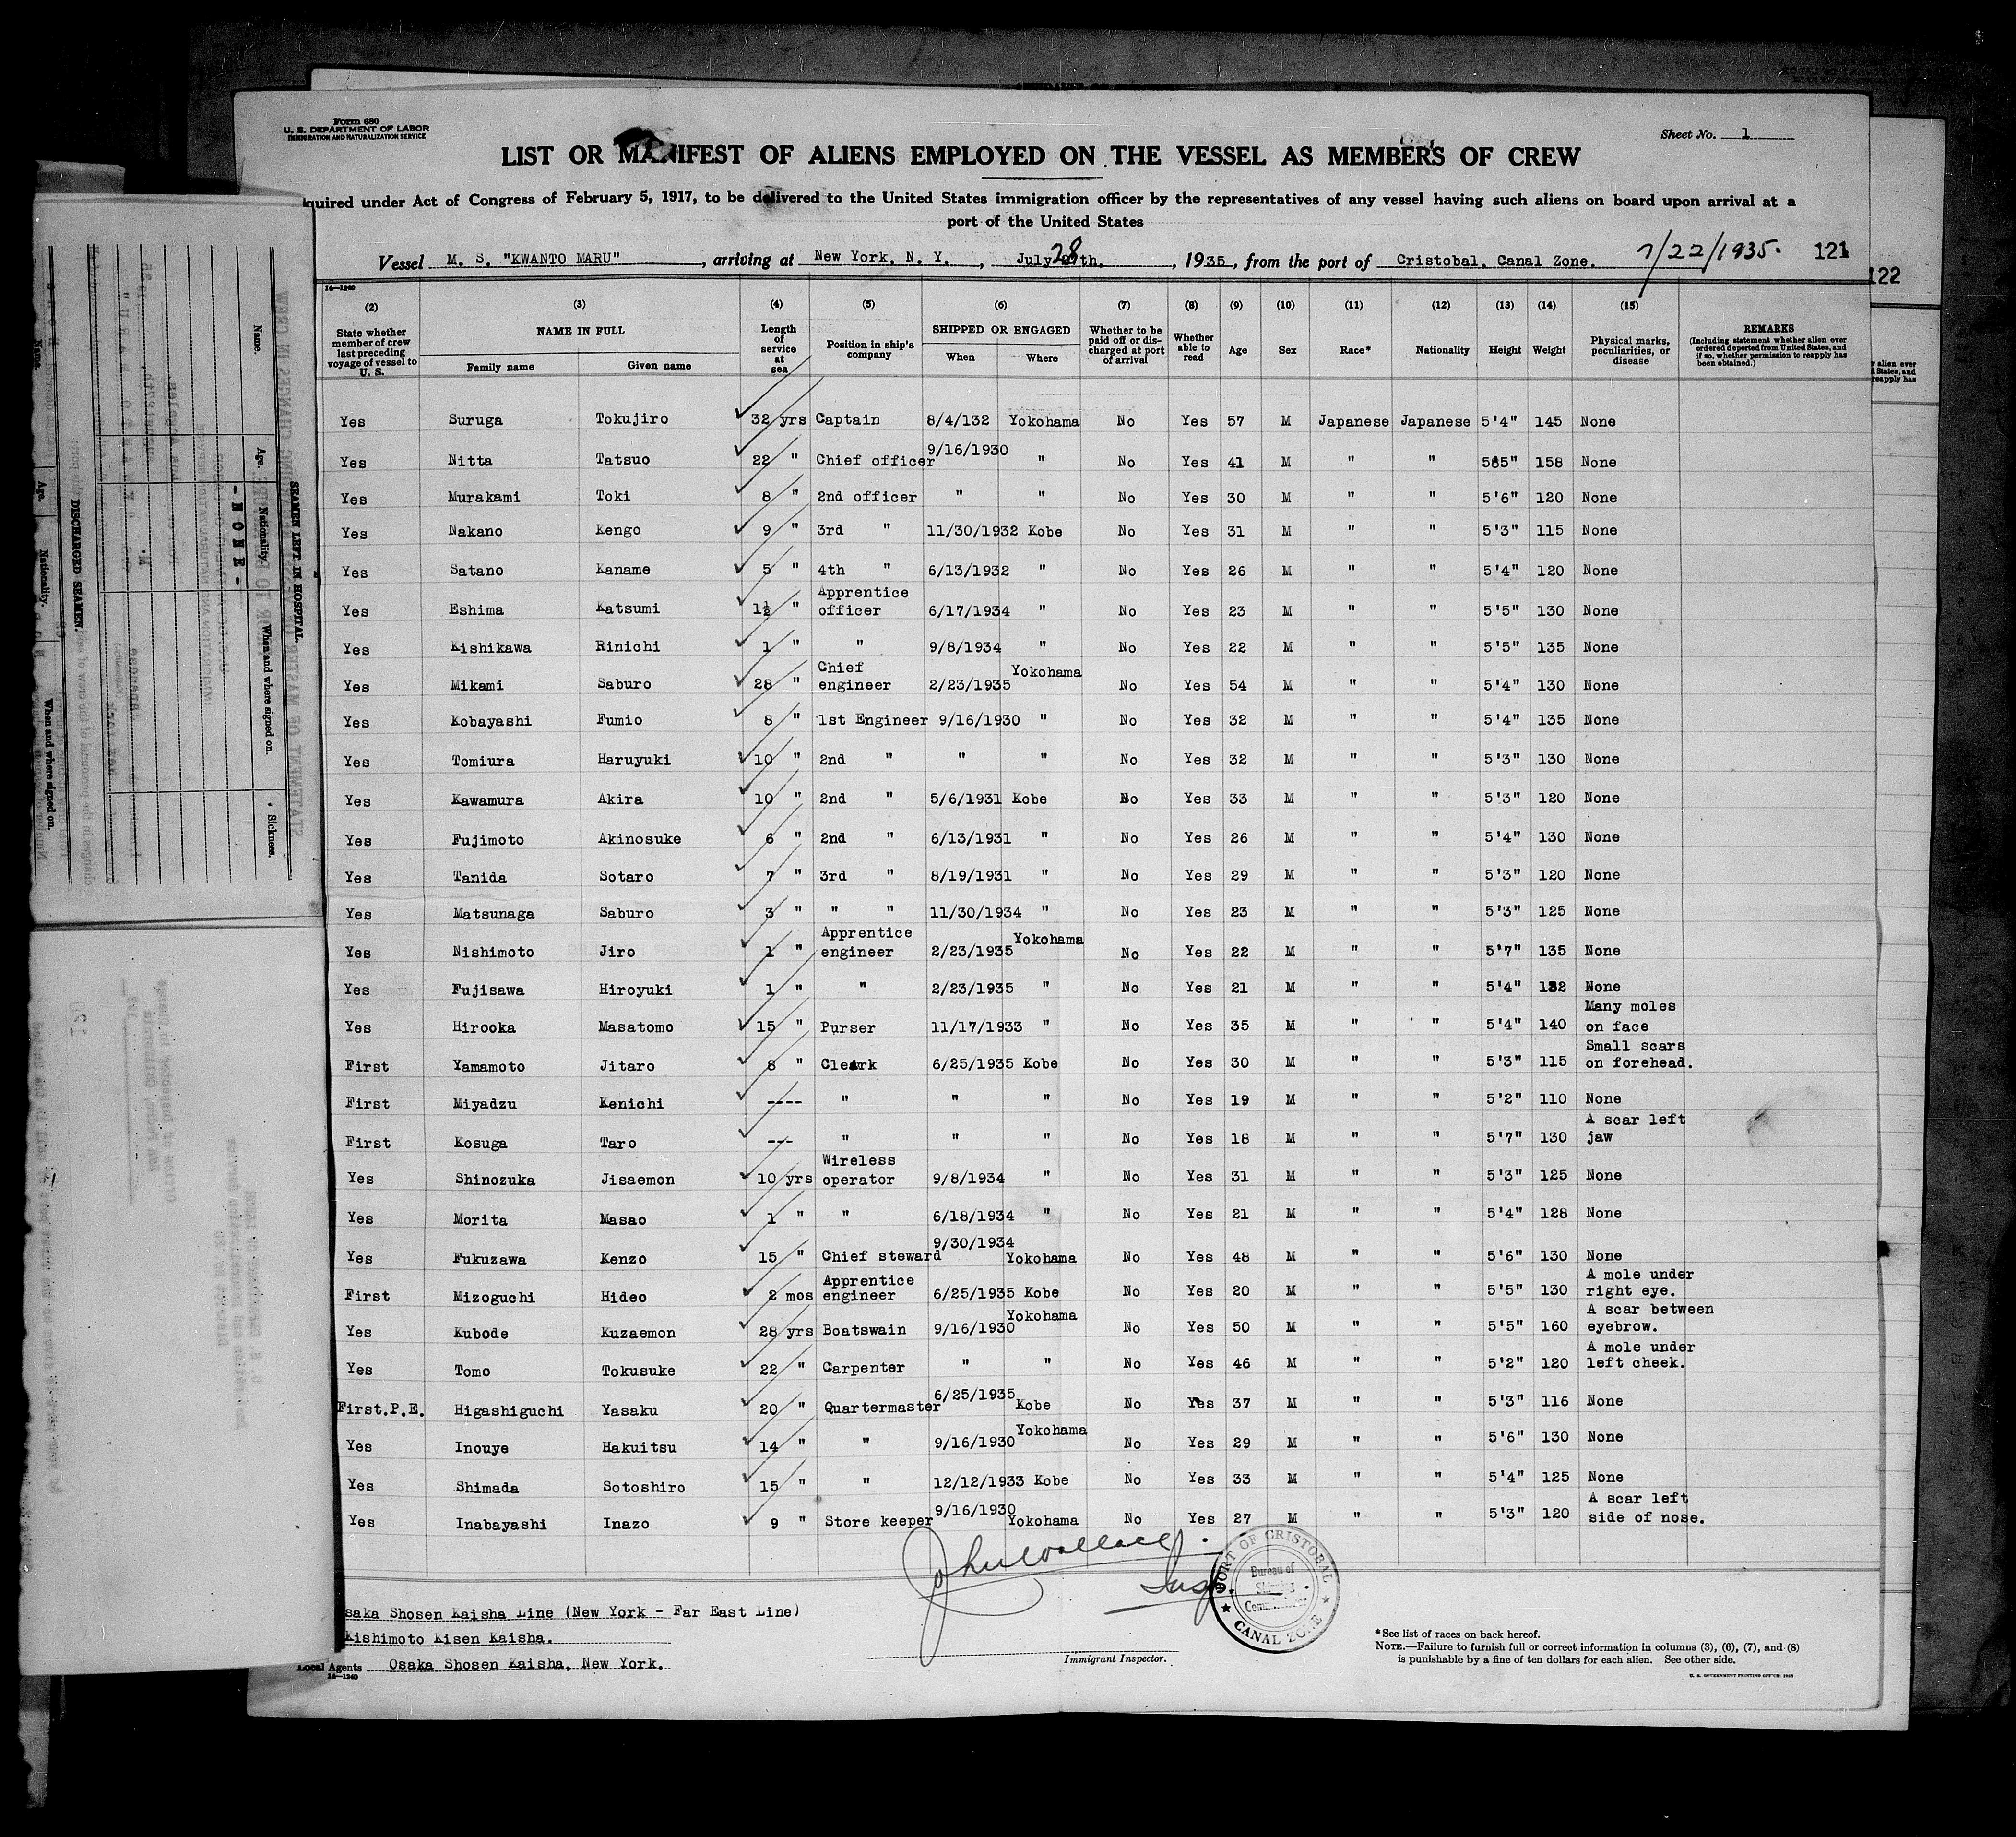 Form 680
U. S. DEPARTMENT OF LABOR
IMMIGRATION AND NATURALIZATION SERVICE
Sheet No. 1
LIST OR MANIFEST OF ALIENS EMPLOYED ON THE VESSEL AS MEMBERS OF CREW
quired under Act of Congress of February 5, 1917, to be delivered to the United States immigration officer by the representatives of any vessel having such aliens on board upon arrival at a
port of the United States
Vessel M. S. "KWANTO MARU", arriving at New York, N. Y., July 28th, 1935, from the port of Cristobal, Canal Zone. 7/22/1935. 121
122
14—1240
(2) (3) (4) (5) (6) (7) (8) (9) (10) (11) (12) (13) (14) (15)
State whether member of crew last preceding voyage of vessel to U. S. NAME IN FULL Family name Given name Length of service at sea Position in ship's company SHIPPED OR ENGAGED When Where Whether to be paid off or discharged at port of arrival Whether able to read Age Sex Race* Nationality Height Weight Physical marks, peculiarities, or disease REMARKS (Including statement whether alien ever ordered deported from United States, and if so, whether permission to reapply has been obtained.)
Yes Suruga Tokujiro 32 yrs Captain 8/4/132 Yokohama No Yes 57 M Japanese Japanese 5'4" 145 None
Yes Nitta Tatsuo 22 " Chief officer 9/16/1930 " No Yes 41 M " " 5'5" 158 None
Yes Murakami Toki 8 " 2nd officer " " No Yes 30 M " " 5'6" 120 None
Yes Nakano Kengo 9 " 3rd " 11/30/1932 Kobe No Yes 31 M " " 5'3" 115 None
Yes Satano Kaname 5 " 4th " 6/13/1932 " No Yes 26 M " " 5'4" 120 None
Yes Eshima Katsumi 1½ " Apprentice officer 6/17/1934 " No Yes 23 M " " 5'5" 130 None
Yes Kishikawa Rinichi 1 " " 9/8/1934 " No Yes 22 M " " 5'5" 135 None
Yes Mikami Saburo 28 " Chief engineer 2/23/1935 Yokohama No Yes 54 M " " 5'4" 130 None
Yes Kobayashi Fumio 8 " 1st Engineer 9/16/1930 " No Yes 32 M " " 5'4" 135 None
Yes Tomiura Haruyuki 10 " 2nd " " " No Yes 32 M " " 5'3" 130 None
Yes Kawamura Akira 10 " 2nd " 5/6/1931 Kobe No Yes 33 M " " 5'3" 120 None
Yes Fujimoto Akinosuke 6 " 2nd " 6/13/1931 " No Yes 26 M " " 5'4" 130 None
Yes Tanida Sotaro 7 " 3rd " 8/19/1931 " No Yes 29 M " " 5'3" 120 None
Yes Matsunaga Saburo 3 " " " 11/30/1934 " No Yes 23 M " " 5'3" 125 None
Yes Nishimoto Jiro 1 " Apprentice engineer 2/23/1935 Yokohama No Yes 22 M " " 5'7" 135 None
Yes Fujisawa Hiroyuki 1 " " 2/23/1935 " No Yes 21 M " " 5'4" 132 None
Yes Hirooka Masatomo 15 " Purser 11/17/1933 " No Yes 35 M " " 5'4" 140 Many moles on face
First Yamamoto Jitaro 8 " Clerk 6/25/1935 Kobe No Yes 30 M " " 5'3" 115 Small scars on forehead.
First Miyadzu Kenichi ---- " " " No Yes 19 M " " 5'2" 110 None
First Kosuga Taro --- " " " No Yes 18 M " " 5'7" 130 A scar left jaw
Yes Shinozuka Jisaemon 10 yrs Wireless operator 9/8/1934 " No Yes 31 M " " 5'3" 125 None
Yes Morita Masao 1 " " 6/18/1934 " No Yes 21 M " " 5'4" 128 None
Yes Fukuzawa Kenzo 15 " Chief steward 9/30/1934 Yokohama No Yes 48 M " " 5'6" 130 None
First Mizoguchi Hideo 2 mos Apprentice engineer 6/25/1935 Kobe No Yes 20 M " " 5'5" 130 A mole under right eye.
Yes Kubode Kuzaemon 28 yrs Boatswain 9/16/1930 Yokohama No Yes 50 M " " 5'5" 160 A scar between eyebrow.
Yes Tomo Tokusuke 22 " Carpenter " " No Yes 46 M " " 5'2" 120 A mole under left cheek.
First.P.E. Higashiguchi Yasaku 20 " Quartermaster 6/25/1935 Kobe No Yes 37 M " " 5'3" 116 None
Yes Inouye Hakuitsu 14 " " 9/16/1930 Yokohama No Yes 29 M " " 5'6" 130 None
Yes Shimada Sotoshiro 15 " " 12/12/1933 Kobe No Yes 33 M " " 5'4" 125 None
Yes Inabayashi Inazo 9 " Store keeper 9/16/1930 Yokohama No Yes 27 M " " 5'3" 120 A scar left side of nose.
John Wallace.
Insp.
PORT OF CRISTOBAL
Bureau of
CANAL ZONE
saka Shosen Kaisha Line (New York - Far East Line)
Kishimoto Kisen Kaisha.
Local Agents Osaka Shosen Kaisha, New York.
14—1240
Immigrant Inspector.
*See list of races on back hereof.
NOTE.—Failure to furnish full or correct information in columns (3), (6), (7), and (8)
is punishable by a fine of ten dollars for each alien. See other side.
U. S. GOVERNMENT PRINTING OFFICE
SEAMEN LEFT IN HOSPITAL.
Name. Age. Nationality. When and where signed on. Sickness.
- N O N E -
DISCHARGED SEAMEN.
Name. Age. Nationality. When and where signed on.
r alien ever
d States, and
reapply has